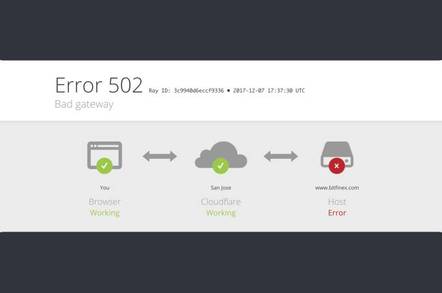 Error 502 Ray ID: 3c9940d6eccf9336 • 2017-12-07 17:37:30 UTC
Bad gateway
You San Jose www.bitfinex.com
Browser Cloudflare Host
Working Working Error